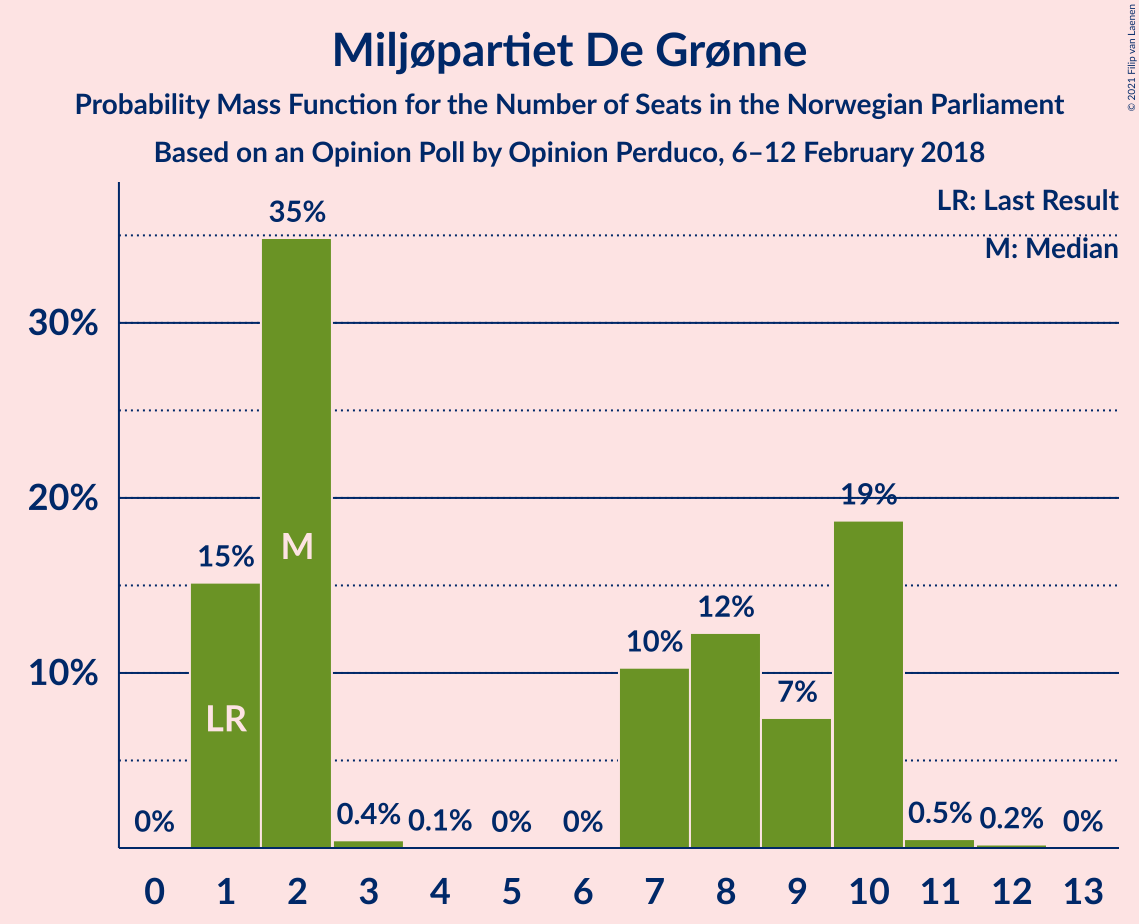 Miljøpartiet De Grønne
Probability Mass Function for the Number of Seats in the Norwegian Parliament
Based on an Opinion Poll by Opinion Perduco, 6–12 February 2018
© 2021 Filip van Laenen
LR: Last Result
M: Median
35%
30%
20%
19%
15%
M
12%
10%
10%
7%
LR
0%
0.4%
0.1%
0%
0%
0.5%
0.2%
0%
0 1 2 3 4 5 6 7 8 9 10 11 12 13